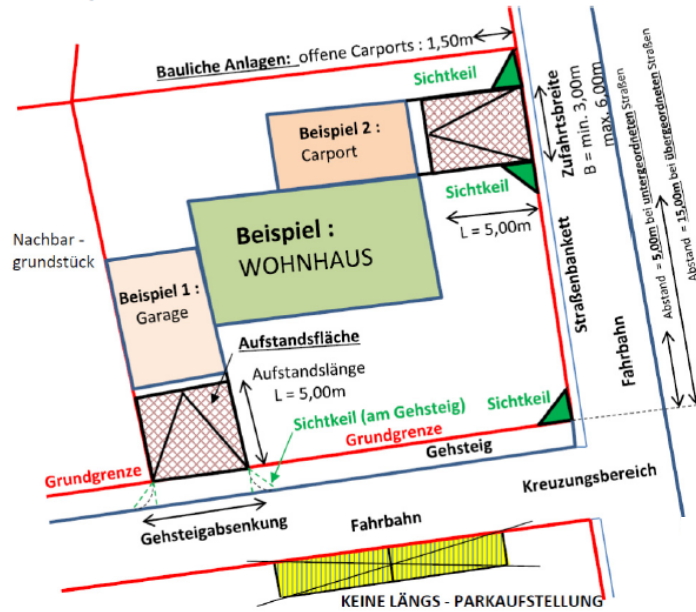 Bauliche Anlagen: offene Carports : 1,50m
Sichtkeil
Beispiel 2 :
Carport
Zufahrtsbreite
B = min. 3,00m
max. 6,00m
Sichtkeil
L = 5,00m
Abstand = 5,00m bei untergeordneten Straßen
Abstand = 15,00m bei übergeordneten Straßen
Nachbar -
grundstück
Beispiel :
WOHNHAUS
Beispiel 1 :
Garage
Straßenbankett
Fahrbahn
Aufstandsfläche
Aufstandslänge
L = 5,00m
Sichtkeil
Sichtkeil (am Gehsteig)
Grundgrenze
Grundgrenze
Gehsteig
Kreuzungsbereich
Gehsteigabsenkung
Fahrbahn
KEINE LÄNGS - PARKAUFSTELLUNG